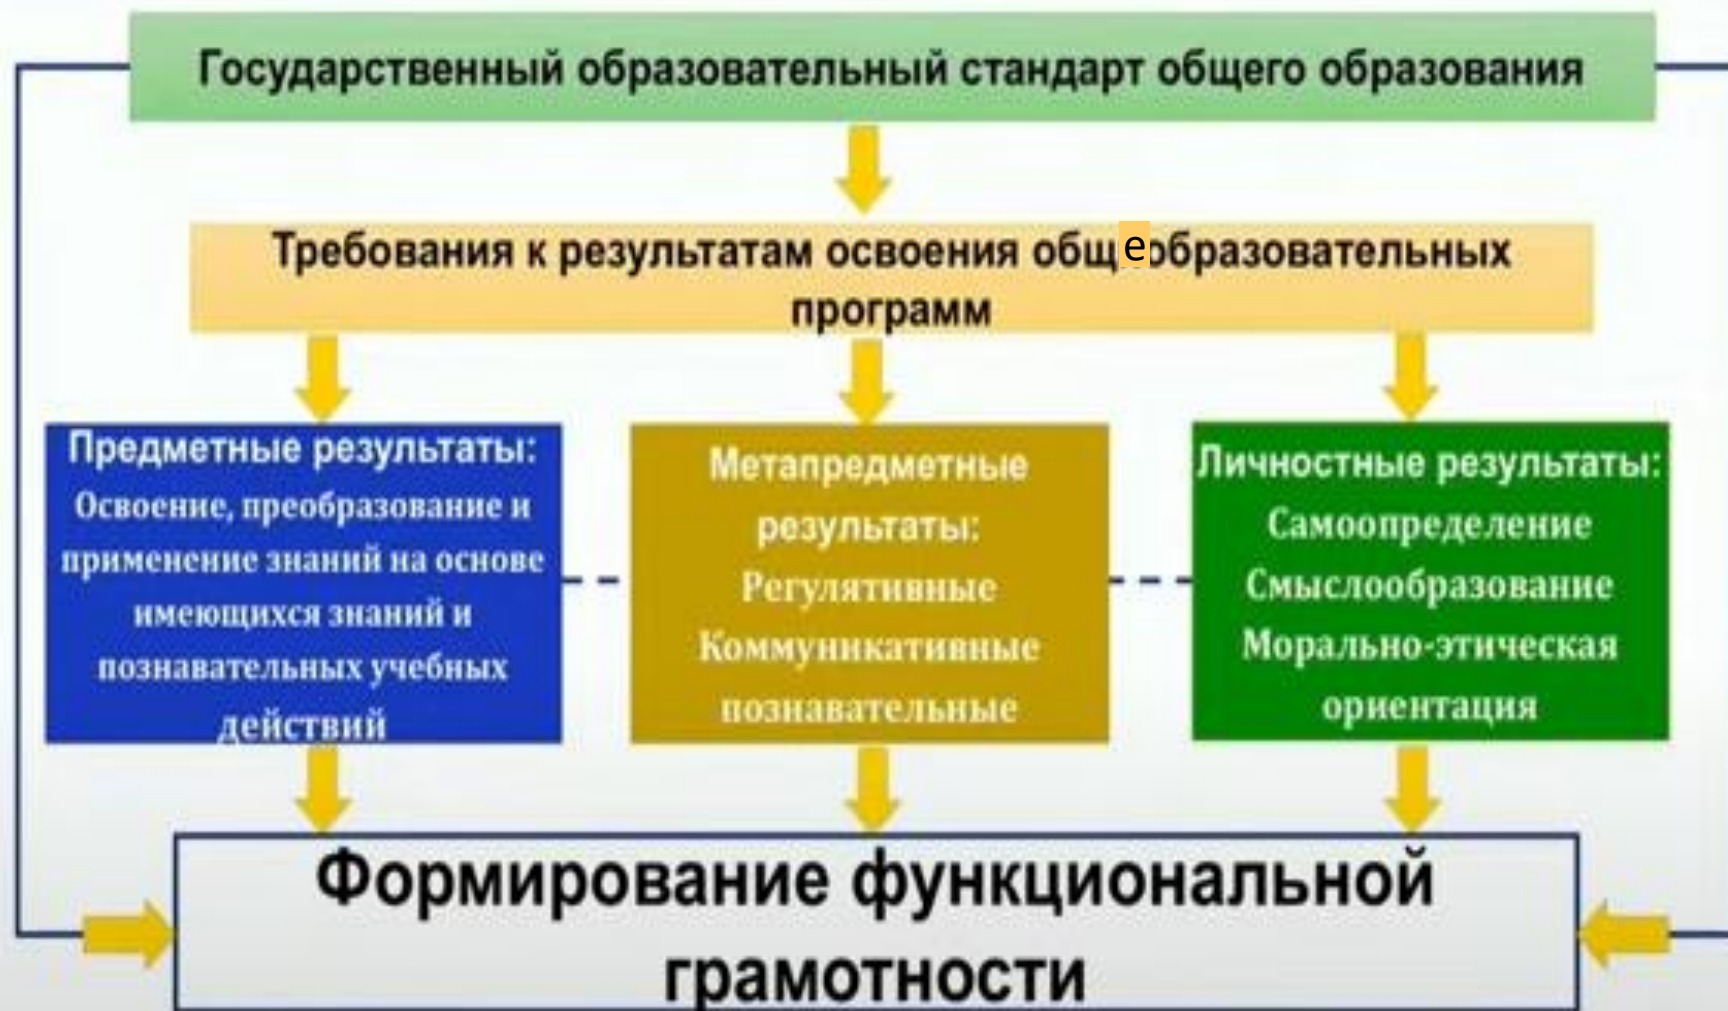 Государственный образовательный стандарт общего образования
Требования к результатам освоения общеобразовательных
программ
Предметные результаты:
Освоение, преобразование и
применение знаний на основе
имеющихся знаний и
познавательных учебных
действий
Метапредметные
результаты:
Регулятивные
Коммуникативные
познавательные
Личностные результаты:
Самоопределение
Смыслообразование
Морально-этическая
ориентация
Формирование функциональной
грамотности